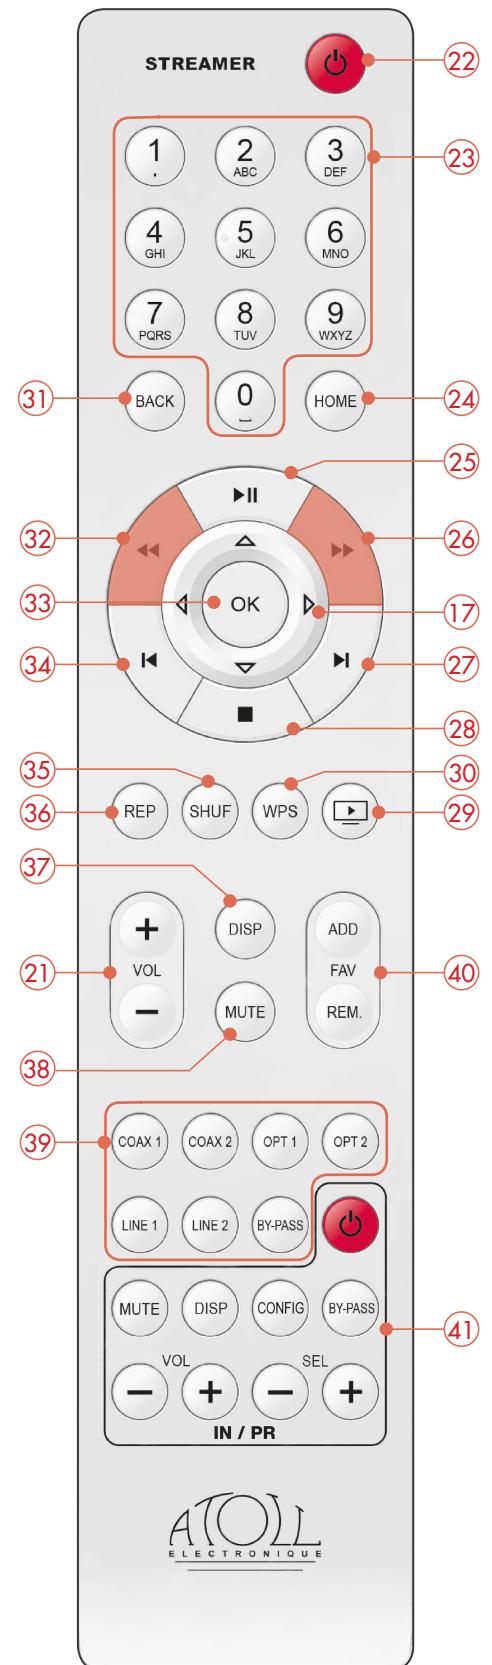 STREAMER
22
1 2 3
. ABC DEF
23
4 5 6
GHI JKL MNO
7 8 9
PQRS TUV WXYZ
31 BACK 0 HOME 24
25
32 26
33 OK 17
34 27
28
35 30
36 REP SHUF WPS 29
37
+ DISP ADD
21 VOL FAV 40
− MUTE REM.
38
39 COAX 1 COAX 2 OPT 1 OPT 2
LINE 1 LINE 2 BY-PASS
MUTE DISP CONFIG BY-PASS 41
VOL SEL
− + − +
IN / PR
ATOLL
ELECTRONIQUE